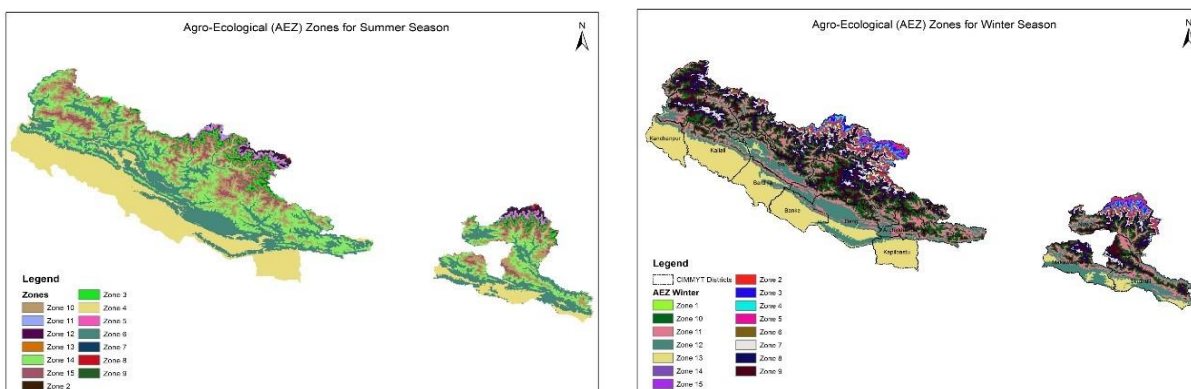 Agro-Ecological (AEZ) Zones for Summer Season
N
Legend
Zones
Zone 10
Zone 11
Zone 12
Zone 13
Zone 14
Zone 15
Zone 2
Zone 3
Zone 4
Zone 5
Zone 6
Zone 7
Zone 8
Zone 9
Agro-Ecological (AEZ) Zones for Winter Season
N
Kanchanpur
Kailali
Bardiya
Banke
Dang
Kapilbastu
Legend
CIMMYT Districts
AEZ Winter
Zone 1
Zone 10
Zone 11
Zone 12
Zone 13
Zone 14
Zone 15
Zone 2
Zone 3
Zone 4
Zone 5
Zone 6
Zone 7
Zone 8
Zone 9